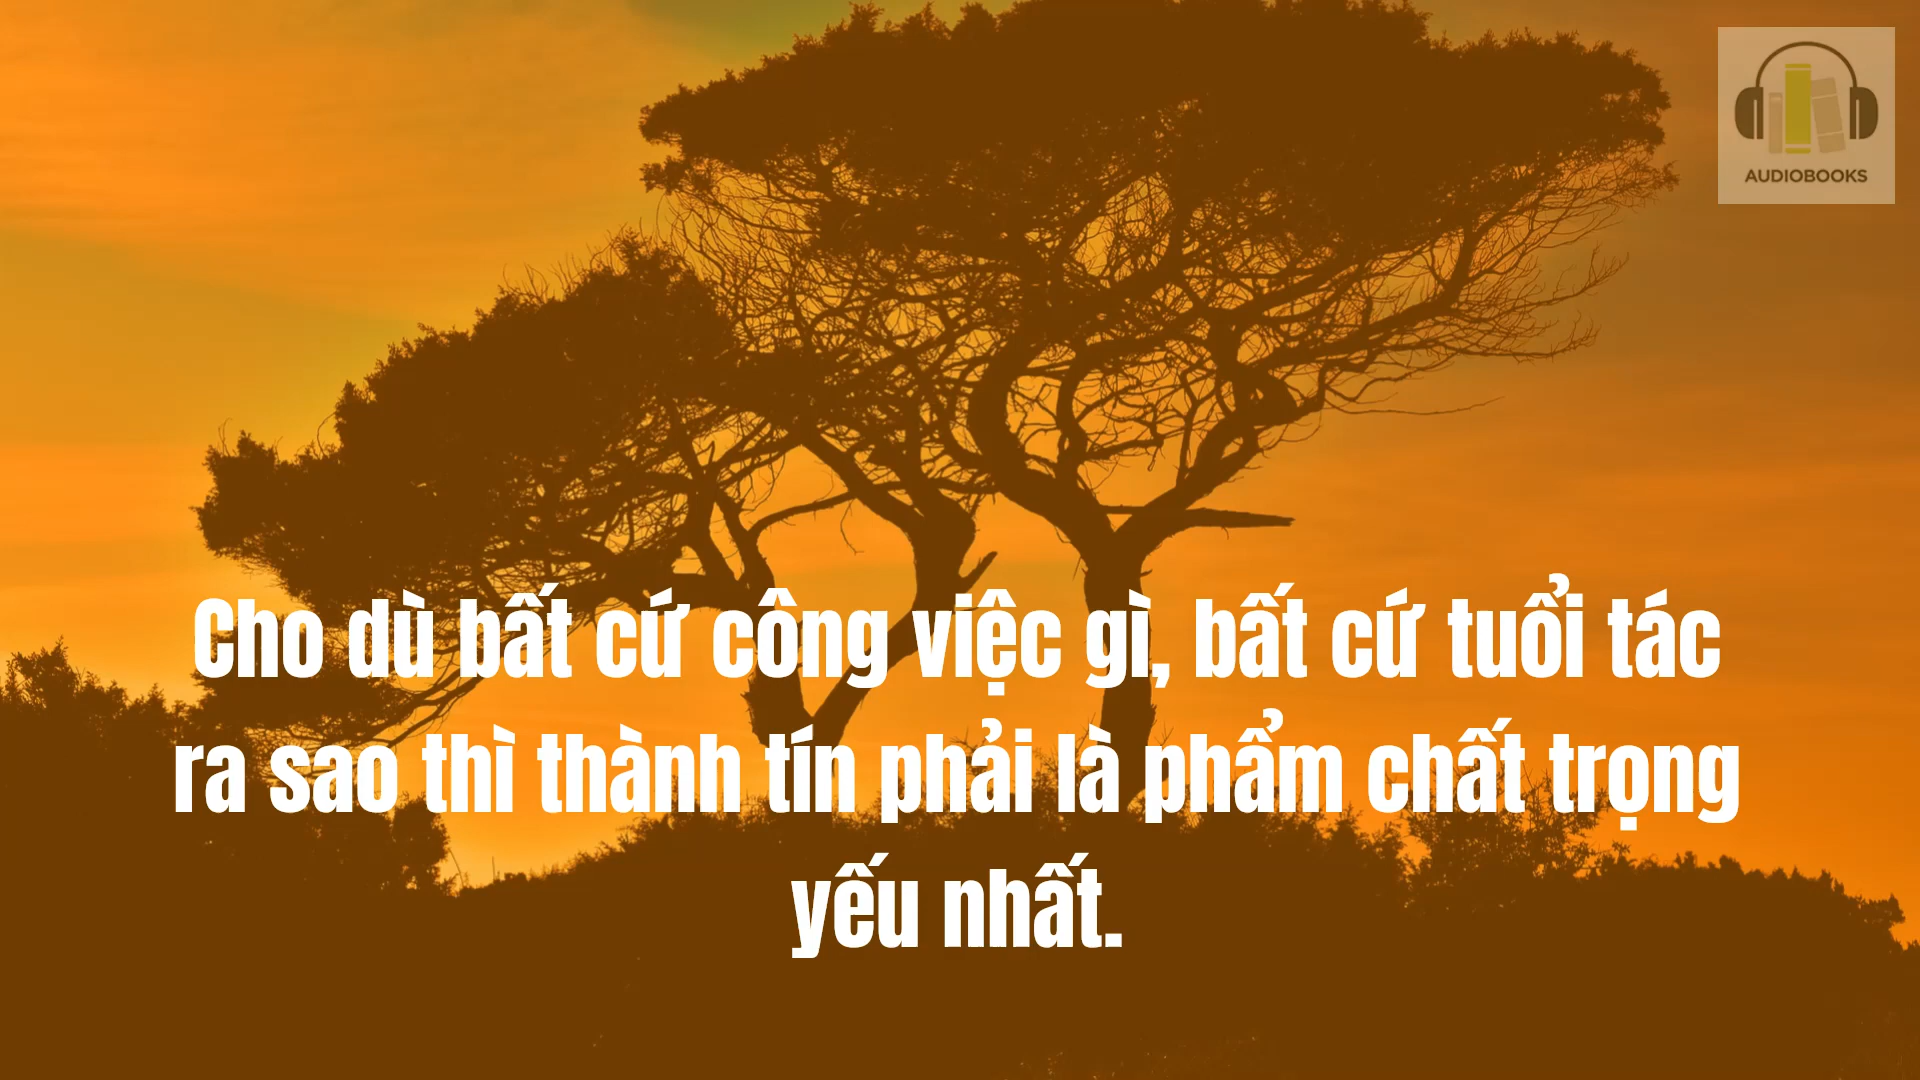 AUDIOBOOKS
Cho dù bất cứ công việc gì, bất cứ tuổi tác
ra sao thì thành tín phải là phẩm chất trọng
yếu nhất.